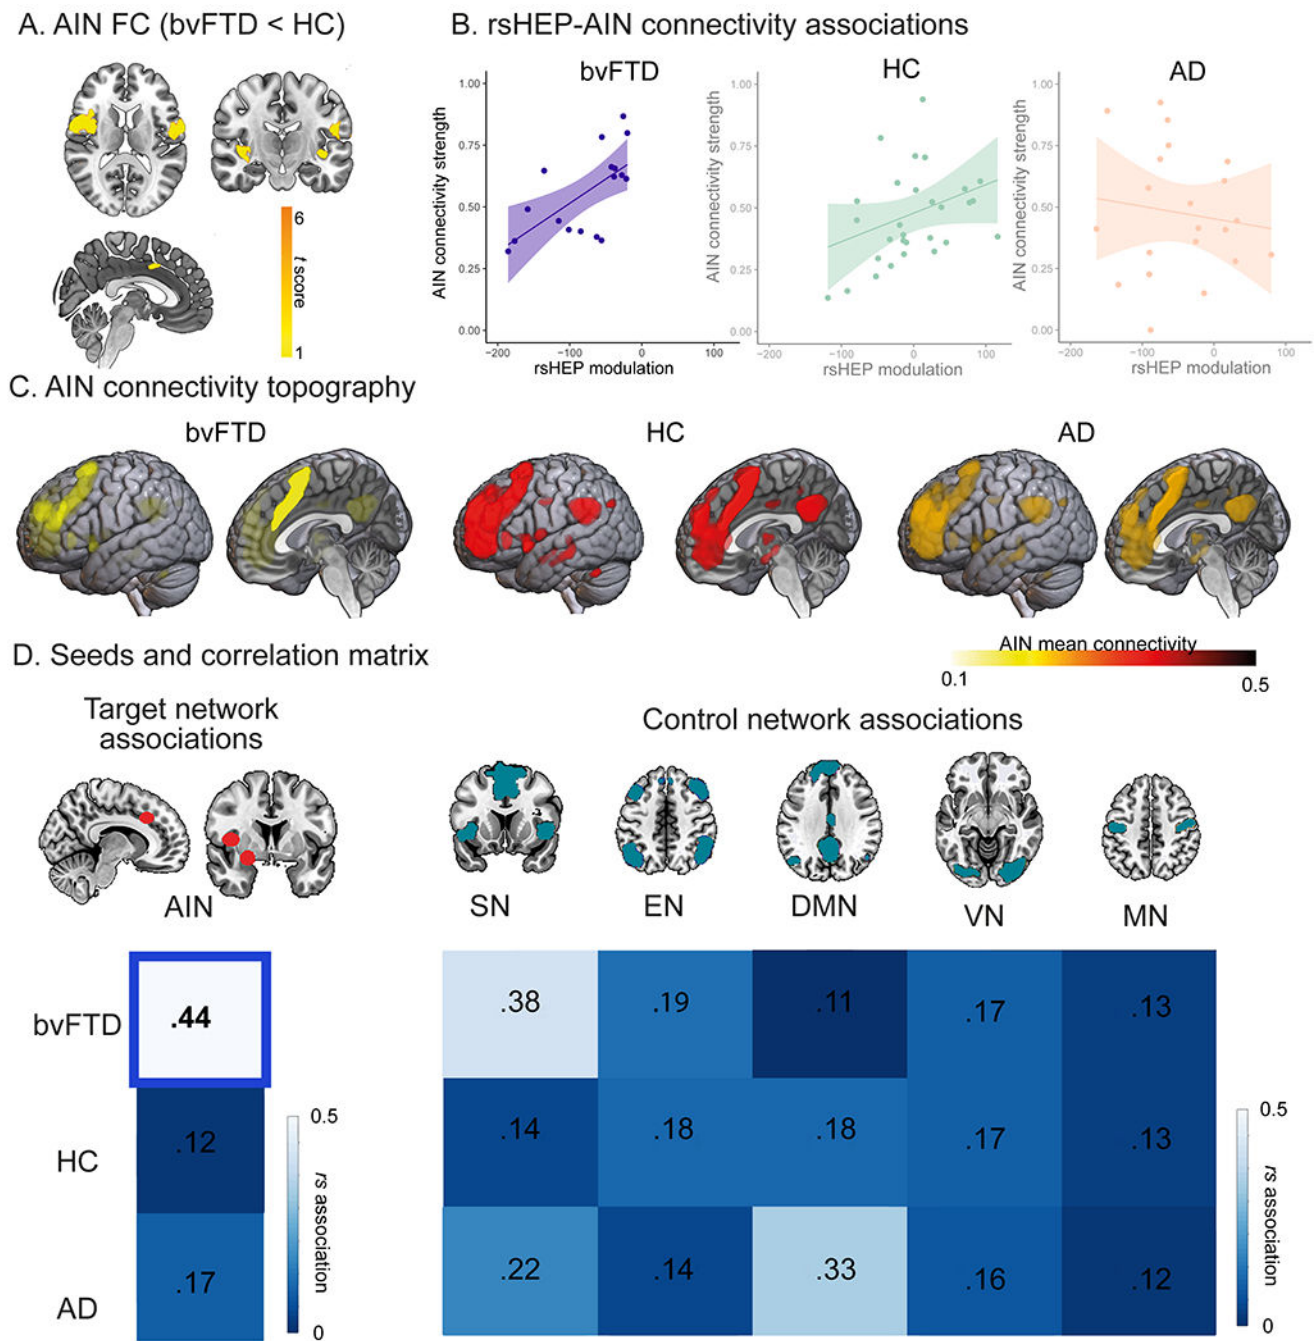 A. AIN FC (bvFTD < HC)
6
t score
1
B. rsHEP-AIN connectivity associations
bvFTD
HC
AD
AIN connectivity strength
1.00
0.75
0.50
0.25
0.00
−200
−100
0
100
rsHEP modulation
AIN connectivity strength
1.00
0.75
0.50
0.25
0.00
−200
−100
0
100
rsHEP modulation
AIN connectivity strength
1.00
0.75
0.50
0.25
0.00
−200
−100
0
100
rsHEP modulation
C. AIN connectivity topography
bvFTD
HC
AD
AIN mean connectivity
0.1
0.5
D. Seeds and correlation matrix
Target network
associations
Control network associations
AIN
SN
EN
DMN
VN
MN
bvFTD
.44
.38
.19
.11
.17
.13
HC
.12
.14
.18
.18
.17
.13
AD
.17
.22
.14
.33
.16
.12
0.5
rs association
0
0.5
rs association
0